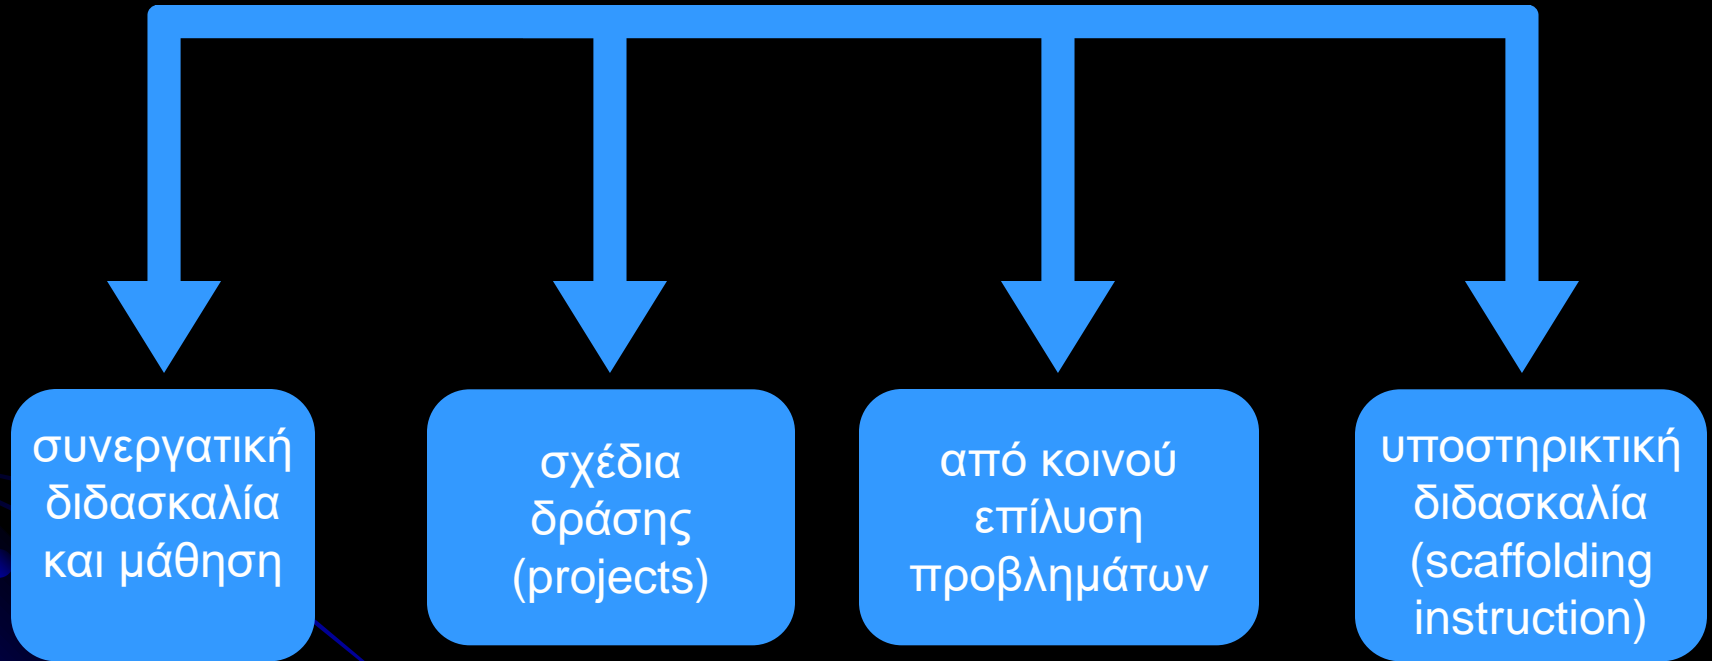 συνεργατική
διδασκαλία
και μάθηση
σχέδια
δράσης
(projects)
από κοινού
επίλυση
προβλημάτων
υποστηρικτική
διδασκαλία
(scaffolding
instruction)